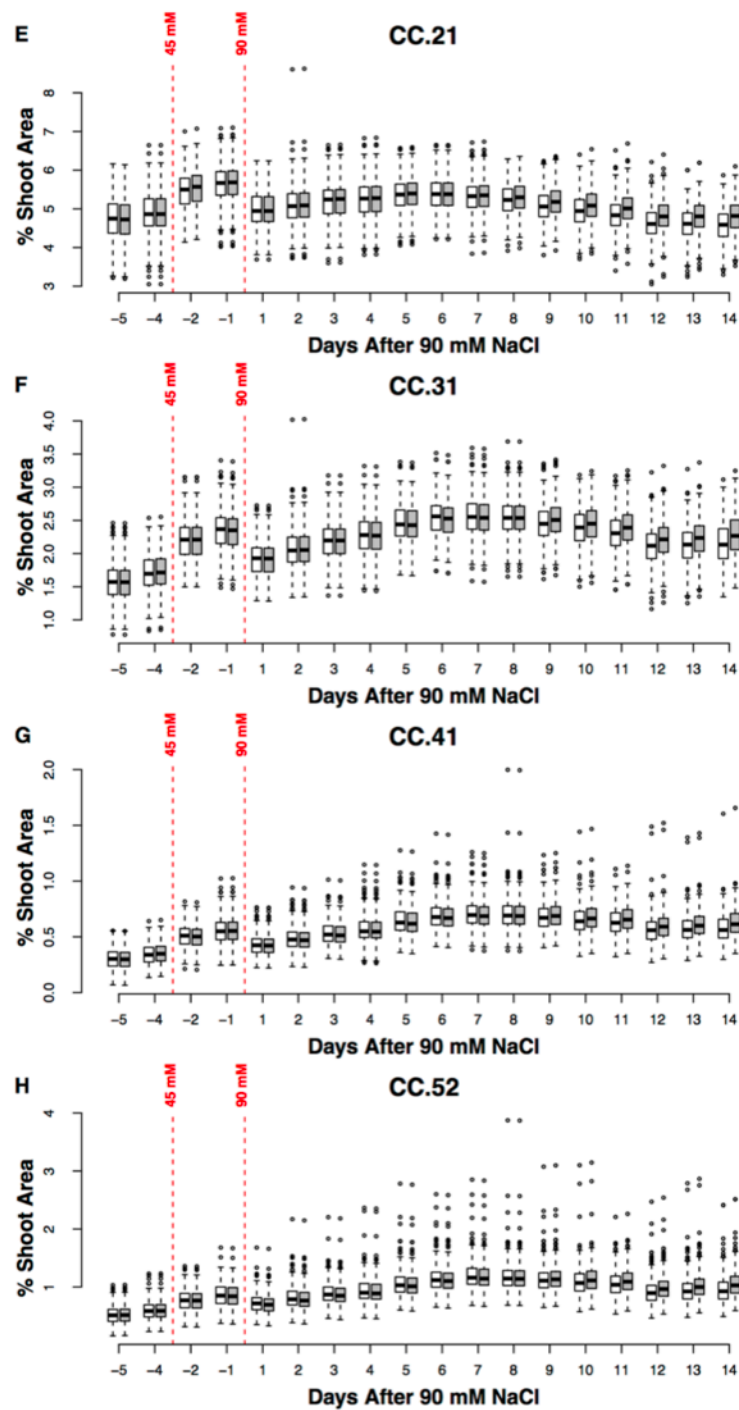 E
CC.21
45 mM
90 mM
% Shoot Area
8
7
6
5
4
3
-5 -4 -2 -1 1 2 3 4 5 6 7 8 9 10 11 12 13 14
Days After 90 mM NaCl
F
CC.31
45 mM
90 mM
% Shoot Area
4.0
3.5
3.0
2.5
2.0
1.5
1.0
-5 -4 -2 -1 1 2 3 4 5 6 7 8 9 10 11 12 13 14
Days After 90 mM NaCl
G
CC.41
45 mM
90 mM
% Shoot Area
2.0
1.5
1.0
0.5
0.0
-5 -4 -2 -1 1 2 3 4 5 6 7 8 9 10 11 12 13 14
Days After 90 mM NaCl
H
CC.52
45 mM
90 mM
% Shoot Area
4
3
2
1
-5 -4 -2 -1 1 2 3 4 5 6 7 8 9 10 11 12 13 14
Days After 90 mM NaCl